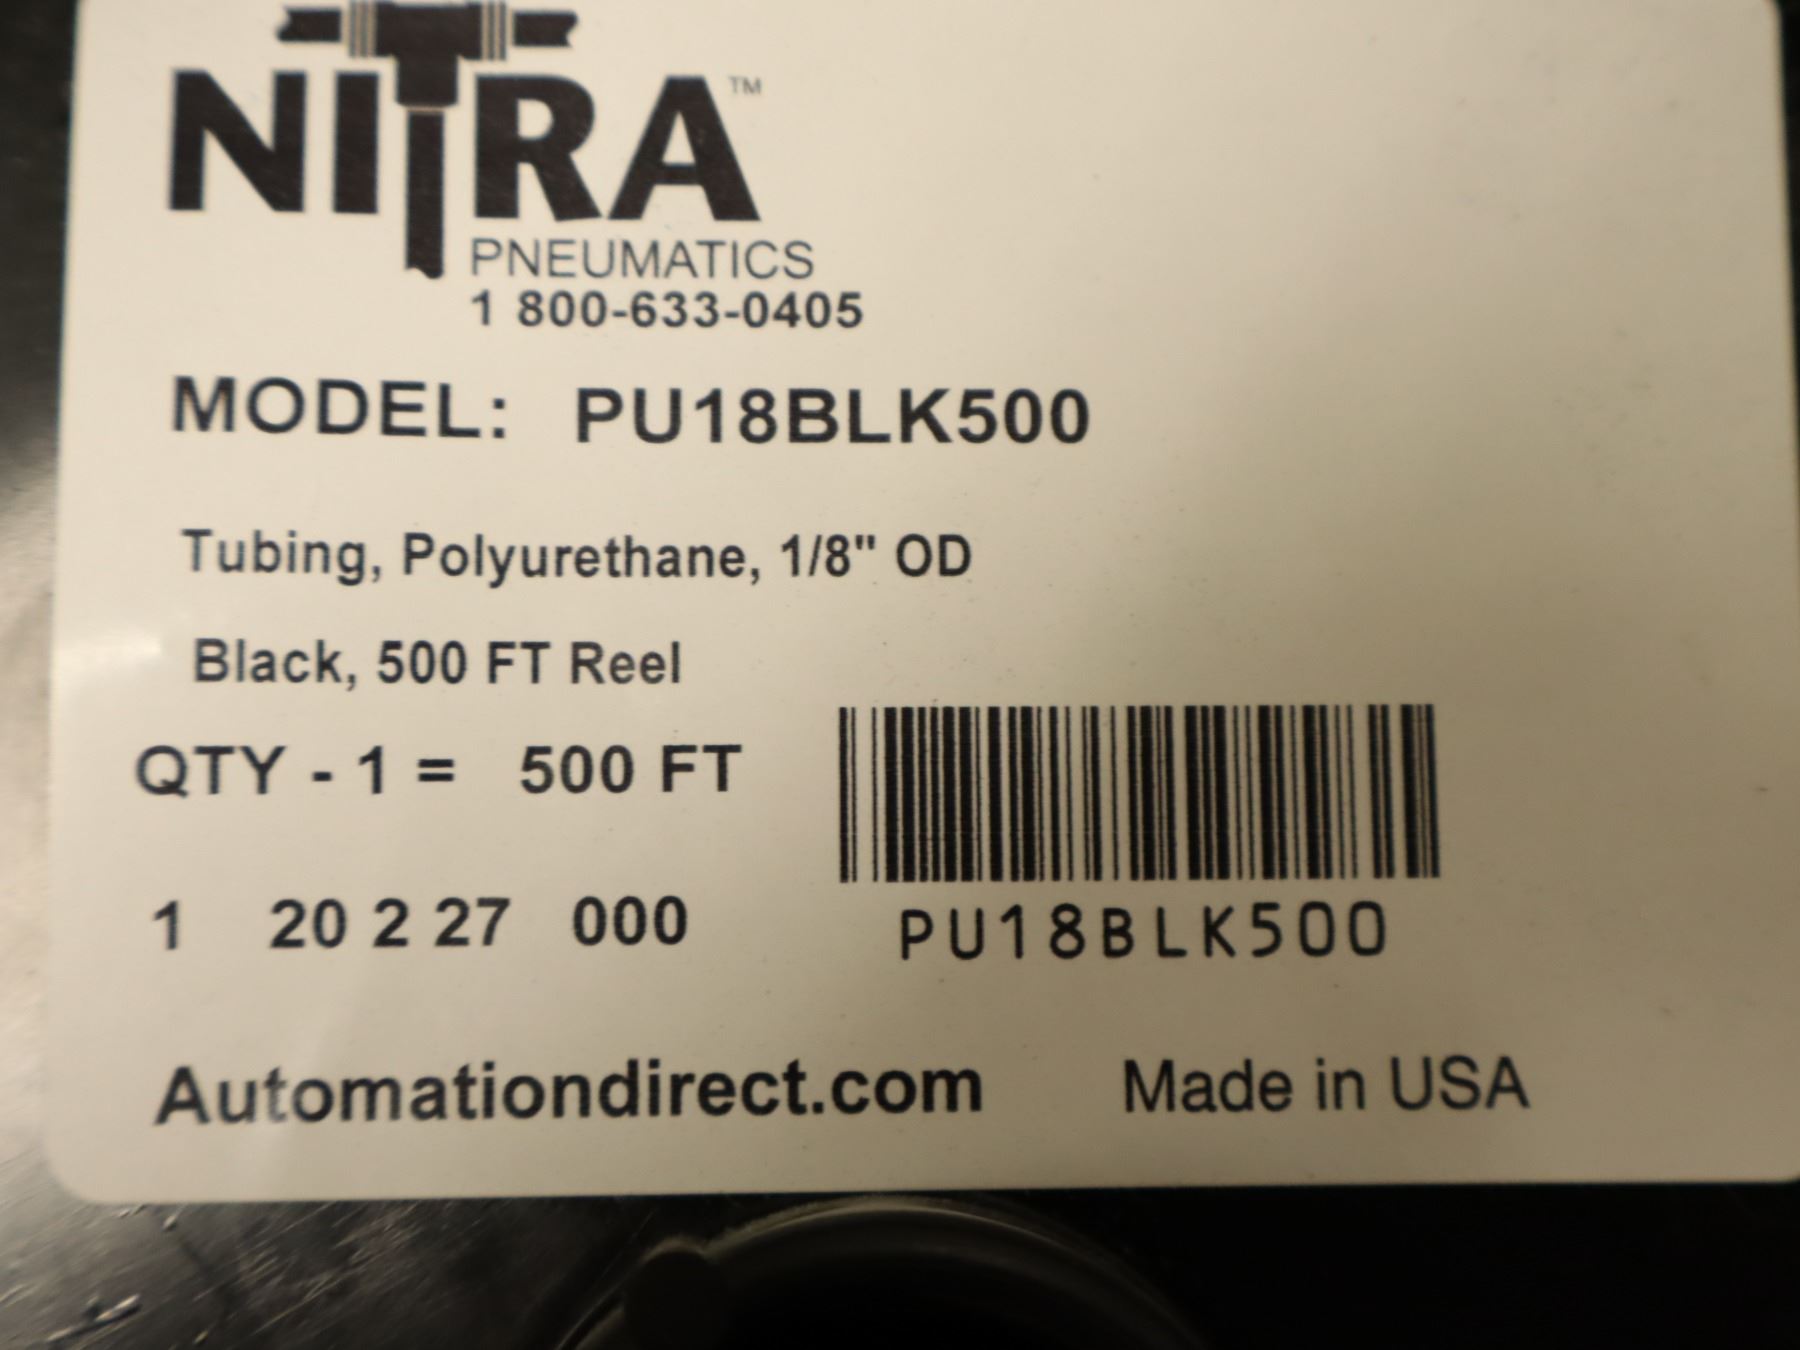 NITRA™
PNEUMATICS
1 800-633-0405
MODEL: PU18BLK500
Tubing, Polyurethane, 1/8" OD
Black, 500 FT Reel
QTY - 1 = 500 FT
1 20 2 27 000
PU18BLK500
Automationdirect.com Made in USA